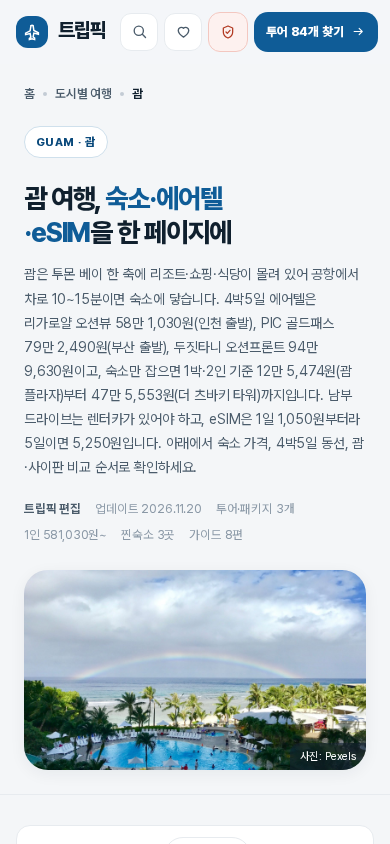 트립픽
투어 84개 찾기 →
홈 • 도시별 여행 • 괌
GUAM · 괌
괌 여행, 숙소·에어텔
·eSIM을 한 페이지에
괌은 투몬 베이 한 축에 리조트·쇼핑·식당이 몰려 있어 공항에서
차로 10~15분이면 숙소에 닿습니다. 4박5일 에어텔은
리가로얄 오션뷰 58만 1,030원(인천 출발), PIC 골드패스
79만 2,490원(부산 출발), 두짓타니 오션프론트 94만
9,630원이고, 숙소만 잡으면 1박·2인 기준 12만 5,474원(괌
플라자)부터 47만 5,553원(더 츠바키 타워)까지입니다. 남부
드라이브는 렌터카가 있어야 하고, eSIM은 1일 1,050원부터라
5일이면 5,250원입니다. 아래에서 숙소 가격, 4박5일 동선, 괌
·사이판 비교 순서로 확인하세요.
트립픽 편집 업데이트 2026.11.20 투어·패키지 3개
1인 581,030원~ 찐숙소 3곳 가이드 8편
사진: Pexels